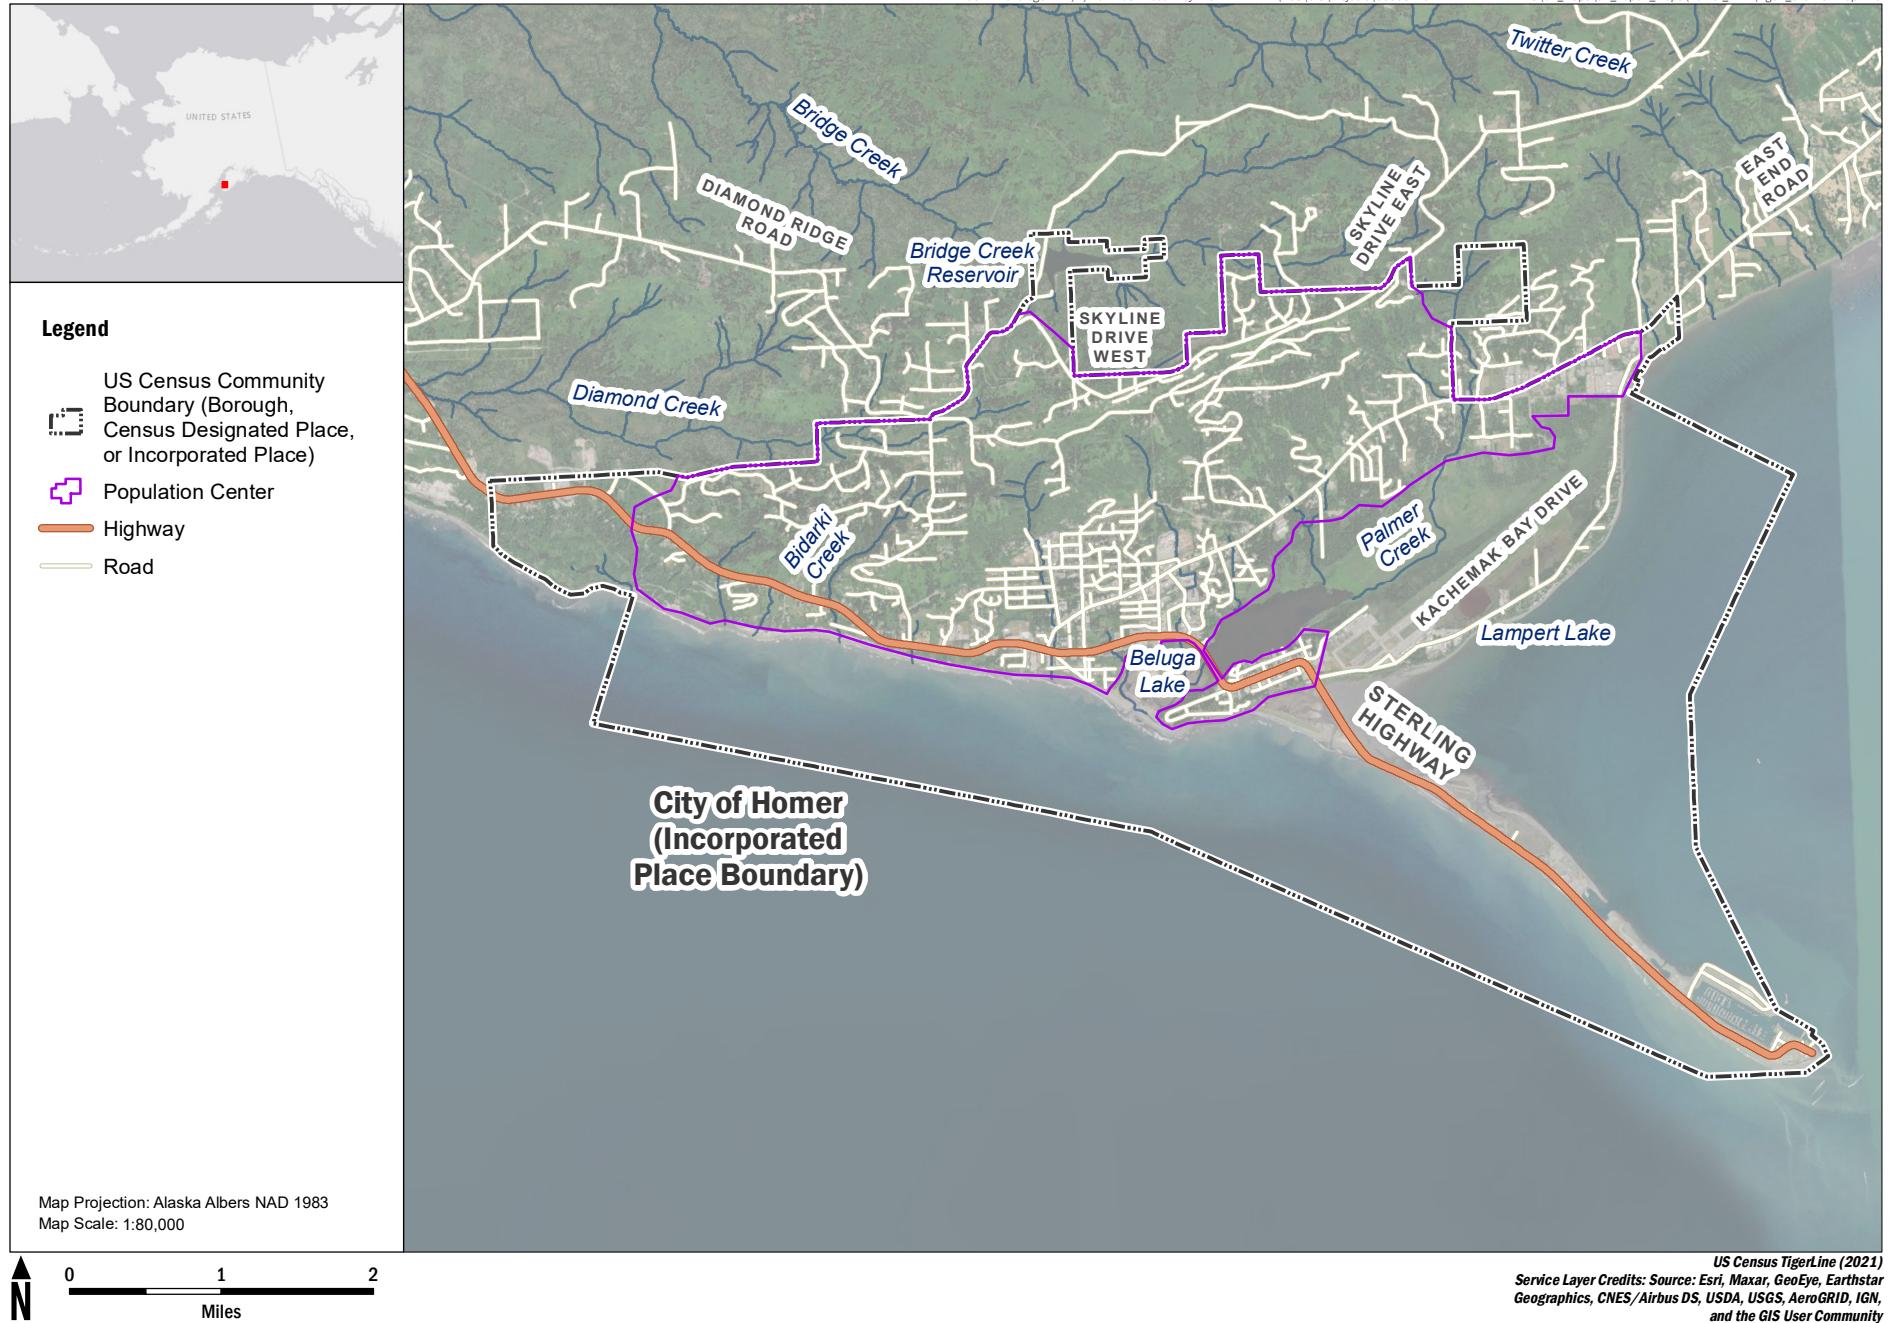 UNITED STATES
Legend
US Census Community
Boundary (Borough,
Census Designated Place,
or Incorporated Place)
Population Center
Highway
Road
Map Projection: Alaska Albers NAD 1983
Map Scale: 1:80,000
Twitter Creek
Bridge Creek
EAST
END
ROAD
DIAMOND RIDGE
ROAD
SKYLINE
DRIVE EAST
Bridge Creek
Reservoir
SKYLINE
DRIVE
WEST
Diamond Creek
Bidarki
Creek
Palmer
Creek
KACHEMAK BAY DRIVE
Lampert Lake
Beluga
Lake
STERLING
HIGHWAY
City of Homer
(Incorporated
Place Boundary)
N
0 1 2
Miles
US Census TigerLine (2021)
Service Layer Credits: Source: Esri, Maxar, GeoEye, Earthstar
Geographics, CNES/Airbus DS, USDA, USGS, AeroGRID, IGN,
and the GIS User Community